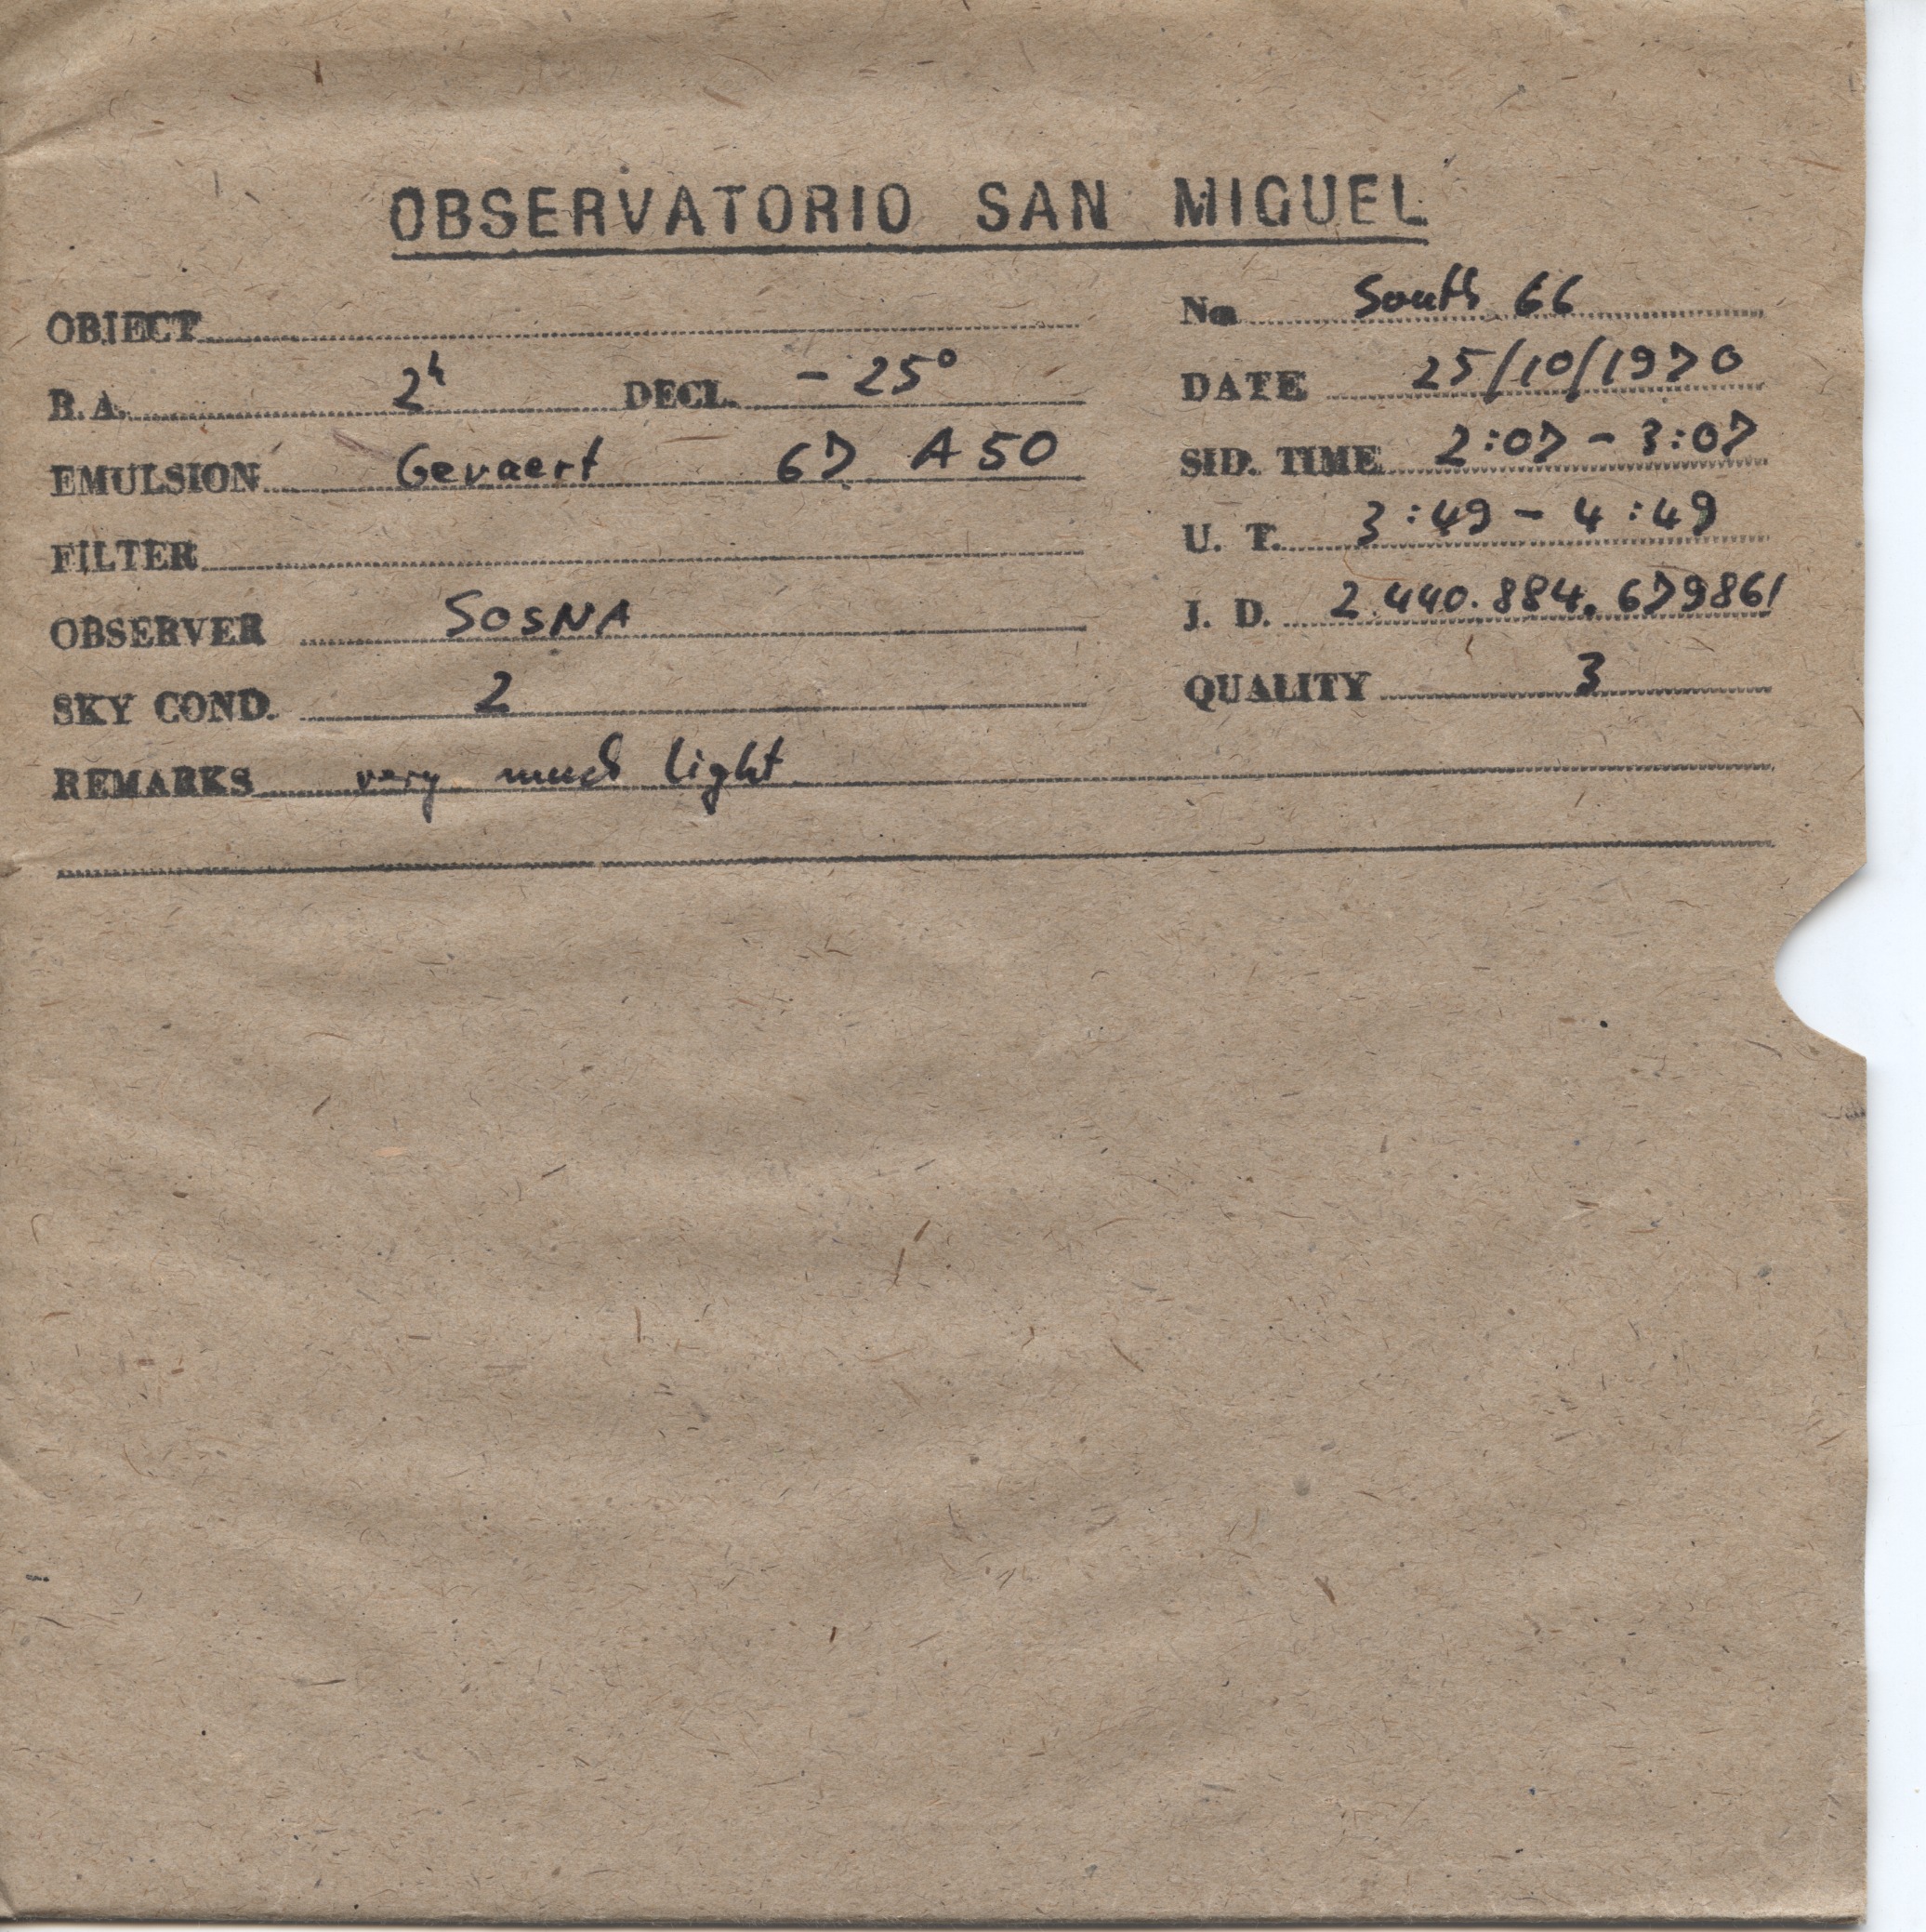 OBSERVATORIO SAN MIGUEL
OBJECT
No South 66
R. A. 2h DECL. - 25°
DATE 25/10/1970
EMULSION Gevaert 67 A 50
SID. TIME 2:07 - 3:07
FILTER
U. T. 3:49 - 4:49
OBSERVER SOSNA
J. D. 2.440.884.679861
SKY COND. 2
QUALITY 3
REMARKS very much light